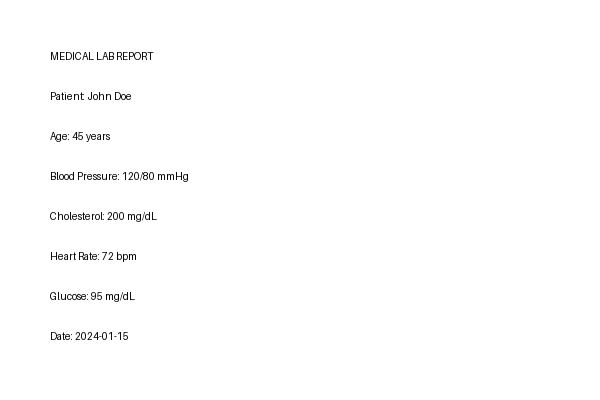 MEDICAL LAB REPORT
Patient: John Doe
Age: 45 years
Blood Pressure: 120/80 mmHg
Cholesterol: 200 mg/dL
Heart Rate: 72 bpm
Glucose: 95 mg/dL
Date: 2024-01-15